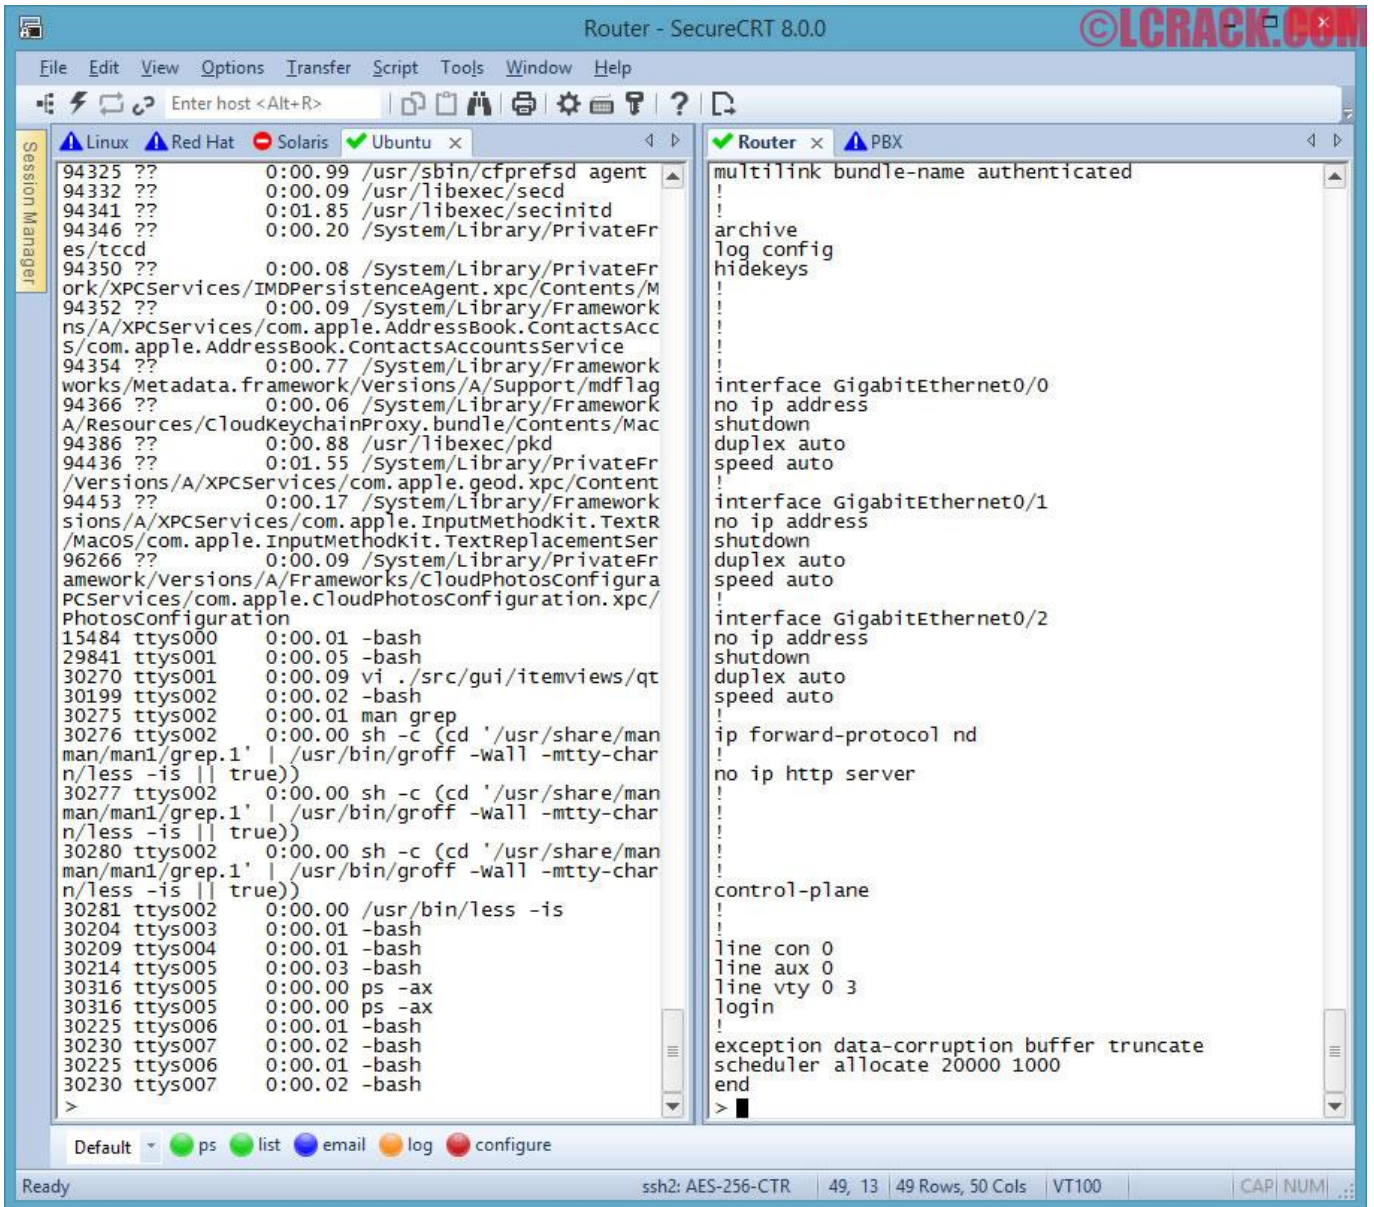 Router - SecureCRT 8.0.0
©LCRACK.COM
File Edit View Options Transfer Script Tools Window Help
Enter host <Alt+R>
Session Manager
Linux Red Hat Solaris Ubuntu
94325 ?? 0:00.99 /usr/sbin/cfprefsd agent
94332 ?? 0:00.09 /usr/libexec/secd
94341 ?? 0:01.85 /usr/libexec/secinitd
94346 ?? 0:00.20 /System/Library/PrivateFr
es/tccd
94350 ?? 0:00.08 /System/Library/PrivateFr
ork/XPCServices/IMDPersistenceAgent.xpc/Contents/M
94352 ?? 0:00.09 /System/Library/Framework
ns/A/XPCServices/com.apple.AddressBook.ContactsAcc
S/com.apple.AddressBook.ContactsAccountsService
94354 ?? 0:00.77 /System/Library/Framework
works/Metadata.framework/Versions/A/Support/mdflag
94366 ?? 0:00.06 /System/Library/Framework
A/Resources/CloudKeychainProxy.bundle/Contents/Mac
94386 ?? 0:00.88 /usr/libexec/pkd
94436 ?? 0:01.55 /System/Library/PrivateFr
/Versions/A/XPCServices/com.apple.geod.xpc/Content
94453 ?? 0:00.17 /System/Library/Framework
sions/A/XPCServices/com.apple.InputMethodKit.TextR
/MacOS/com.apple.InputMethodKit.TextReplacementSer
96266 ?? 0:00.09 /System/Library/PrivateFr
amework/Versions/A/Frameworks/CloudPhotosConfigura
PCServices/com.apple.CloudPhotosConfiguration.xpc/
PhotosConfiguration
15484 ttys000 0:00.01 -bash
29841 ttys001 0:00.05 -bash
30270 ttys001 0:00.09 vi ./src/gui/itemviews/qt
30199 ttys002 0:00.02 -bash
30275 ttys002 0:00.01 man grep
30276 ttys002 0:00.00 sh -c (cd '/usr/share/man
man/man1/grep.1' | /usr/bin/groff -Wall -mtty-char
n/less -is || true))
30277 ttys002 0:00.00 sh -c (cd '/usr/share/man
man/man1/grep.1' | /usr/bin/groff -Wall -mtty-char
n/less -is || true))
30280 ttys002 0:00.00 sh -c (cd '/usr/share/man
man/man1/grep.1' | /usr/bin/groff -Wall -mtty-char
n/less -is || true))
30281 ttys002 0:00.00 /usr/bin/less -is
30204 ttys003 0:00.01 -bash
30209 ttys004 0:00.01 -bash
30214 ttys005 0:00.03 -bash
30316 ttys005 0:00.00 ps -ax
30316 ttys005 0:00.00 ps -ax
30225 ttys006 0:00.01 -bash
30230 ttys007 0:00.02 -bash
30225 ttys006 0:00.01 -bash
30230 ttys007 0:00.02 -bash
>
Router PBX
multilink bundle-name authenticated
!
!
archive
log config
hidekeys
!
!
!
!
!
interface GigabitEthernet0/0
no ip address
shutdown
duplex auto
speed auto
!
interface GigabitEthernet0/1
no ip address
shutdown
duplex auto
speed auto
!
interface GigabitEthernet0/2
no ip address
shutdown
duplex auto
speed auto
!
ip forward-protocol nd
!
no ip http server
!
!
!
!
!
control-plane
!
!
line con 0
line aux 0
line vty 0 3
login
!
exception data-corruption buffer truncate
scheduler allocate 20000 1000
end
>
Default ps list email log configure
Ready ssh2: AES-256-CTR 49, 13 49 Rows, 50 Cols VT100 CAP NUM